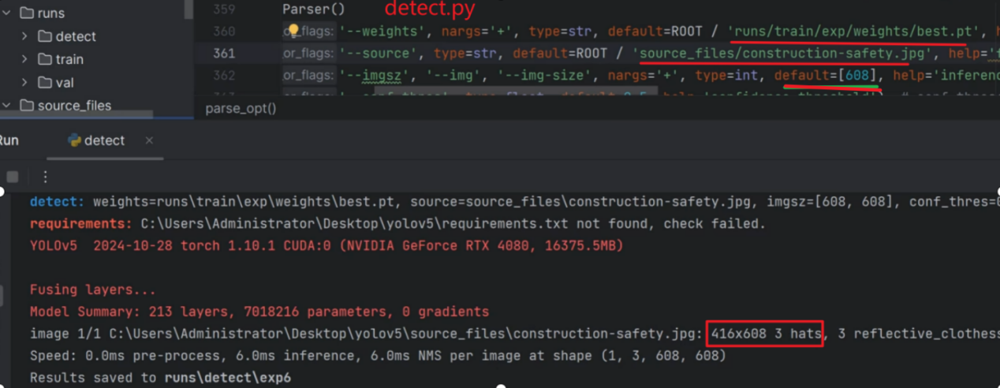 runs
detect
train
val
source_files
detect.py
359 Parser()
360 or_flags: '--weights', nargs='+', type=str, default=ROOT / 'runs/train/exp/weights/best.pt',
361 or_flags: '--source', type=str, default=ROOT / 'source_files/construction-safety.jpg', help=
362 or_flags: '--imgsz', '--img', '--img-size', nargs='+', type=int, default=[608], help='inferenc
parse_opt()
Run detect
detect: weights=runs\train\exp\weights\best.pt, source=source_files\construction-safety.jpg, imgsz=[608, 608], conf_thres=
requirements: C:\Users\Administrator\Desktop\yolov5\requirements.txt not found, check failed.
YOLOv5 2024-10-28 torch 1.10.1 CUDA:0 (NVIDIA GeForce RTX 4080, 16375.5MB)
Fusing layers...
Model Summary: 213 layers, 7018216 parameters, 0 gradients
image 1/1 C:\Users\Administrator\Desktop\yolov5\source_files\construction-safety.jpg: 416x608 3 hats, 3 reflective_clothess
Speed: 0.0ms pre-process, 6.0ms inference, 6.0ms NMS per image at shape (1, 3, 608, 608)
Results saved to runs\detect\exp6